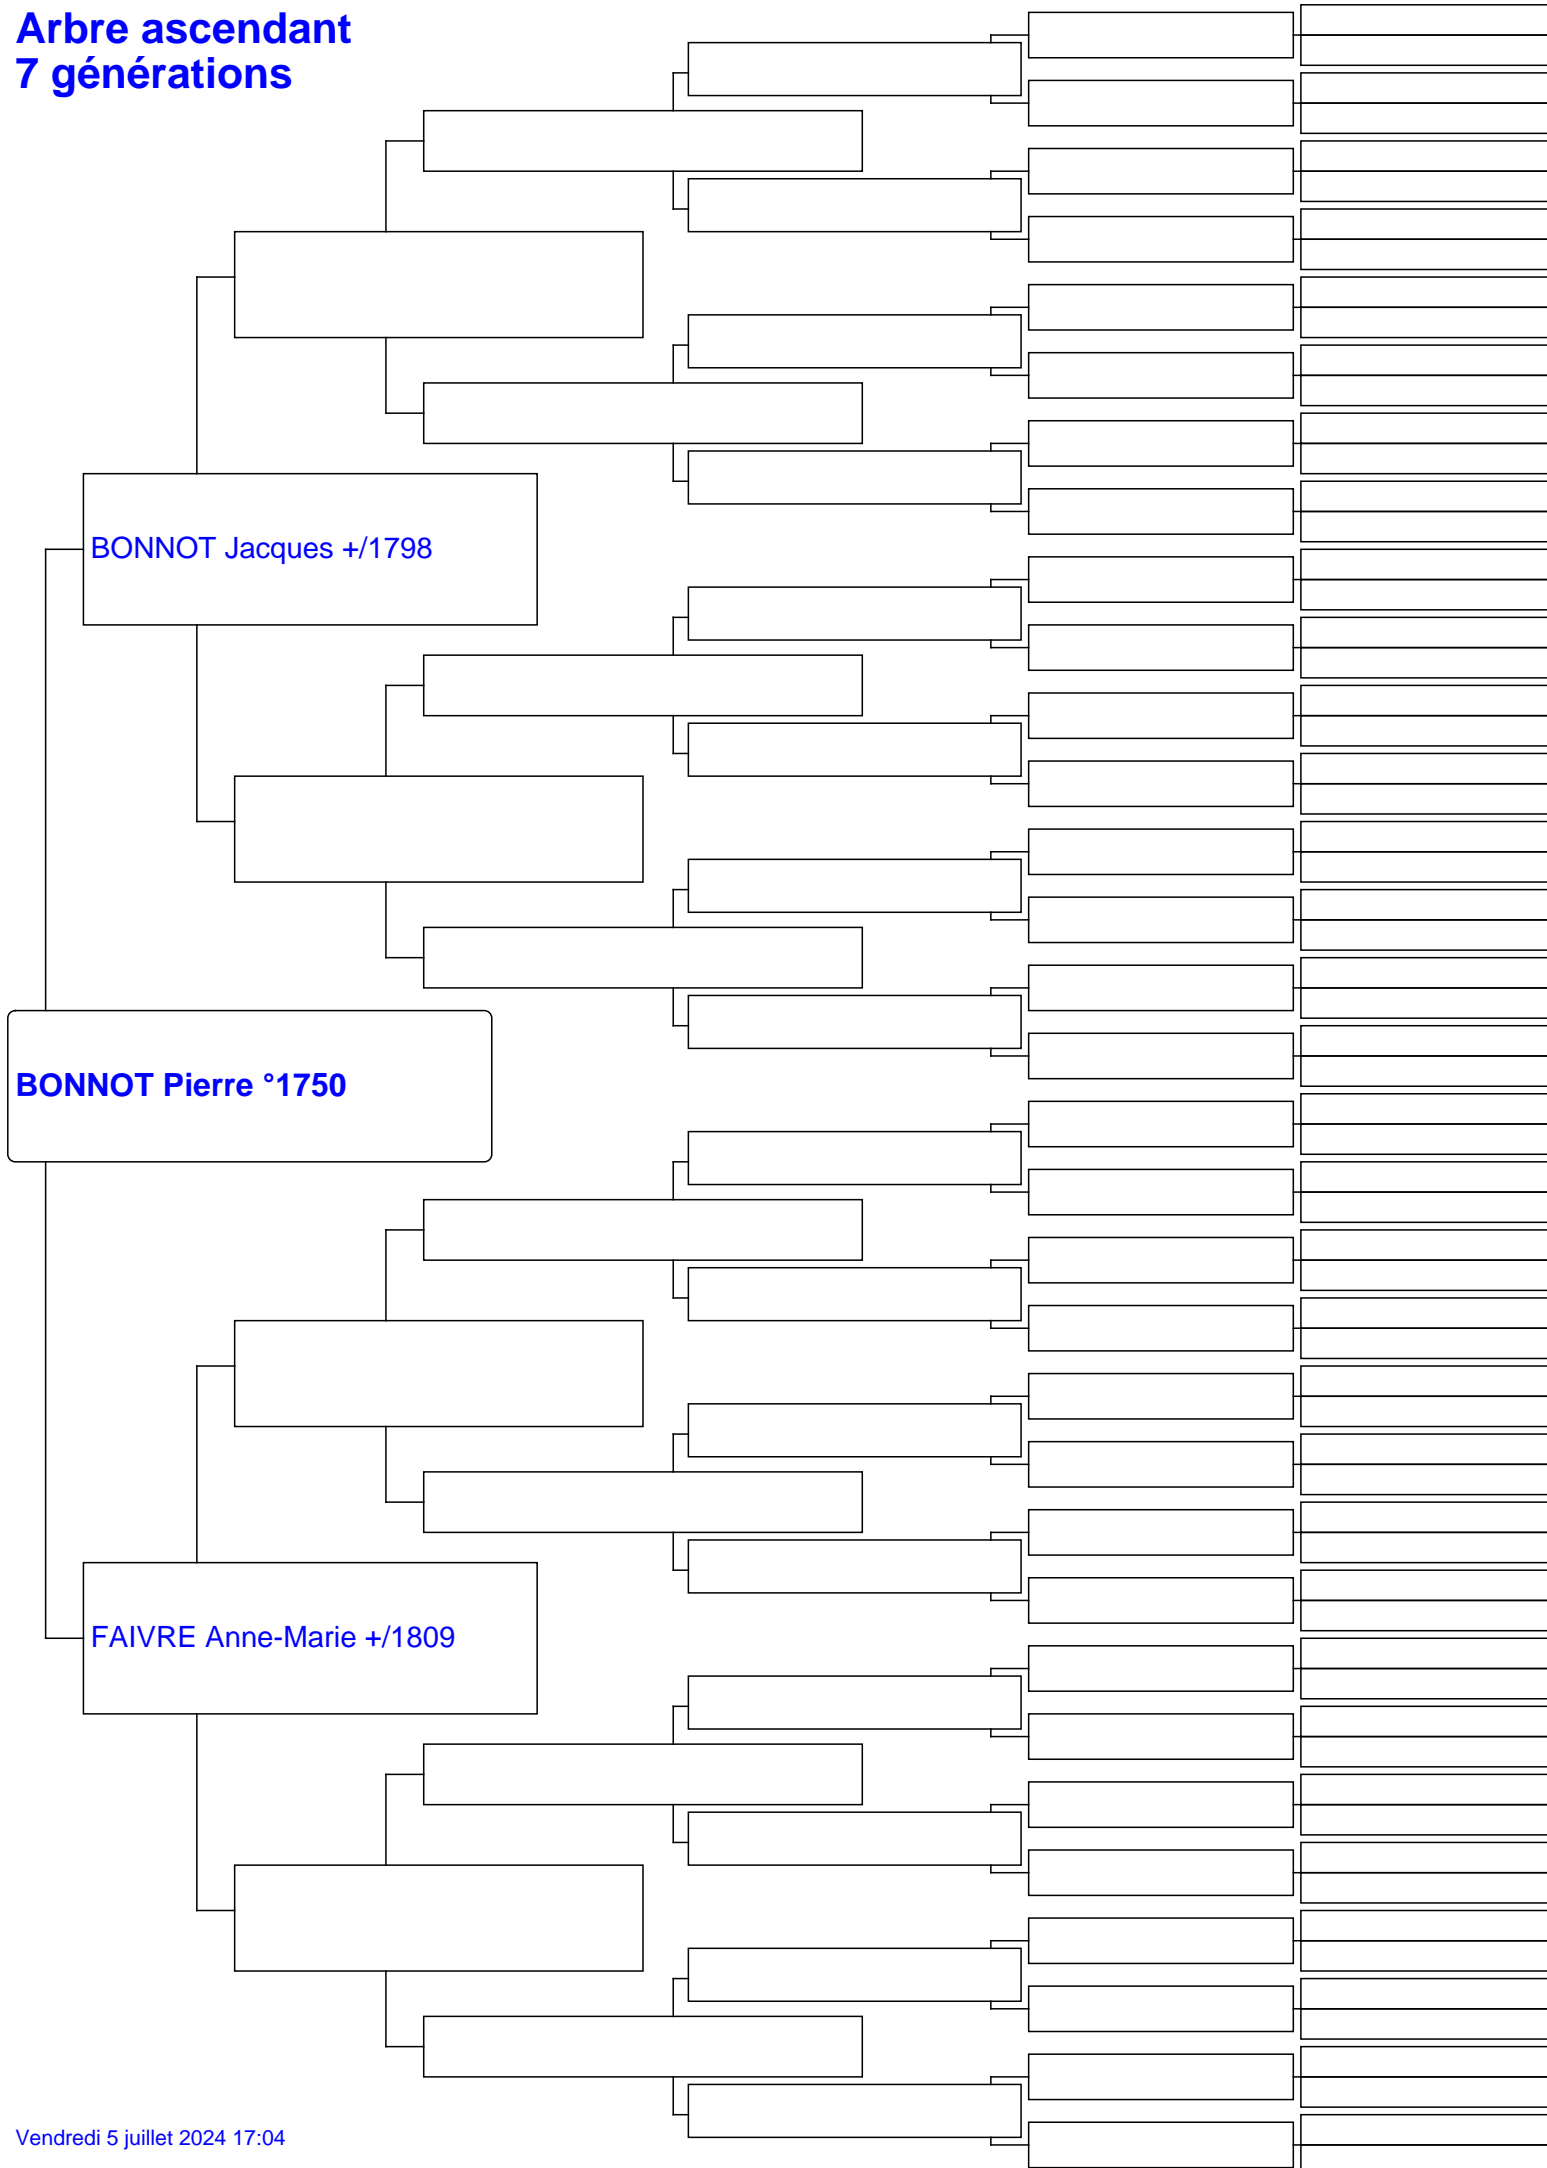 Arbre ascendant
7 générations
BONNOT Jacques +/1798
BONNOT Pierre °1750
FAIVRE Anne-Marie +/1809
Vendredi 5 juillet 2024 17:04